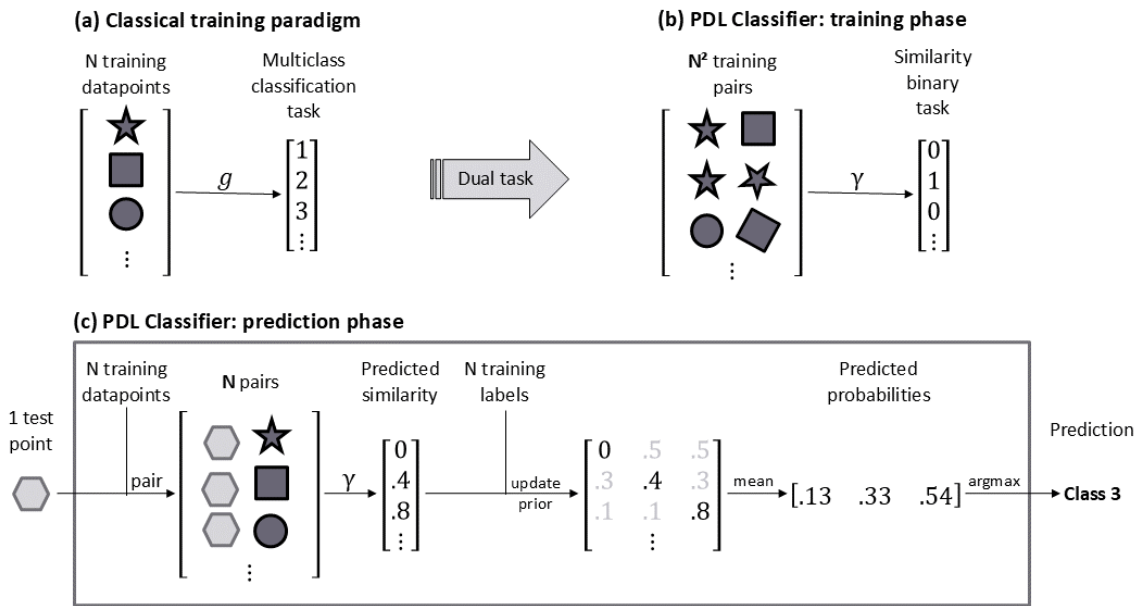 (a) Classical training paradigm
N training
datapoints
Multiclass
classification
task
g
1
2
3
⋮
⋮
Dual task
(b) PDL Classifier: training phase
N² training
pairs
Similarity
binary
task
γ
0
1
0
⋮
⋮
(c) PDL Classifier: prediction phase
1 test
point
N training
datapoints
pair
N pairs
⋮
γ
Predicted
similarity
0
.4
.8
⋮
N training
labels
update
prior
0 .5 .5
.3 .4 .3
.1 .1 .8
⋮
mean
Predicted
probabilities
[.13 .33 .54]
argmax
Prediction
Class 3